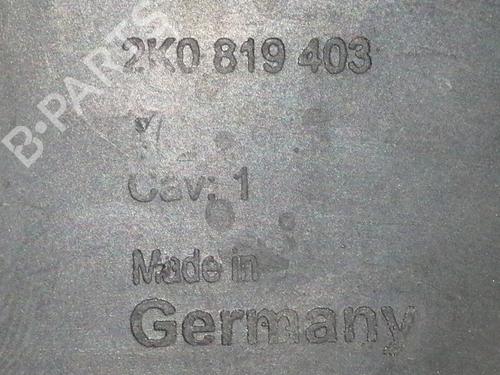 2K0 819 403
Cav: 1
Made in
Germany
B-PARTS